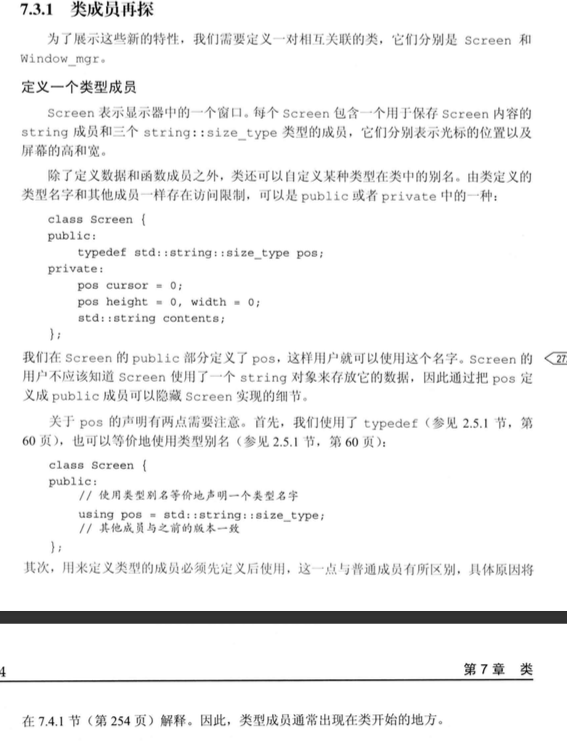 7.3.1 类成员再探
为了展示这些新的特性，我们需要定义一对相互关联的类，它们分别是 Screen 和
Window_mgr。
定义一个类型成员
Screen 表示显示器中的一个窗口。每个 Screen 包含一个用于保存 Screen 内容的
string 成员和三个 string::size_type 类型的成员，它们分别表示光标的位置以及
屏幕的高和宽。
除了定义数据和函数成员之外，类还可以自定义某种类型在类中的别名。由类定义的
类型名字和其他成员一样存在访问限制，可以是 public 或者 private 中的一种：
class Screen {
public:
typedef std::string::size_type pos;
private:
pos cursor = 0;
pos height = 0, width = 0;
std::string contents;
};
我们在 Screen 的 public 部分定义了 pos，这样用户就可以使用这个名字。Screen 的
27
用户不应该知道 Screen 使用了一个 string 对象来存放它的数据，因此通过把 pos 定
义成 public 成员可以隐藏 Screen 实现的细节。
关于 pos 的声明有两点需要注意。首先，我们使用了 typedef（参见 2.5.1 节，第
60 页），也可以等价地使用类型别名（参见 2.5.1 节，第 60 页）：
class Screen {
public:
// 使用类型别名等价地声明一个类型名字
using pos = std::string::size_type;
// 其他成员与之前的版本一致
};
其次，用来定义类型的成员必须先定义后使用，这一点与普通成员有所区别，具体原因将
4 第 7 章 类
在 7.4.1 节（第 254 页）解释。因此，类型成员通常出现在类开始的地方。